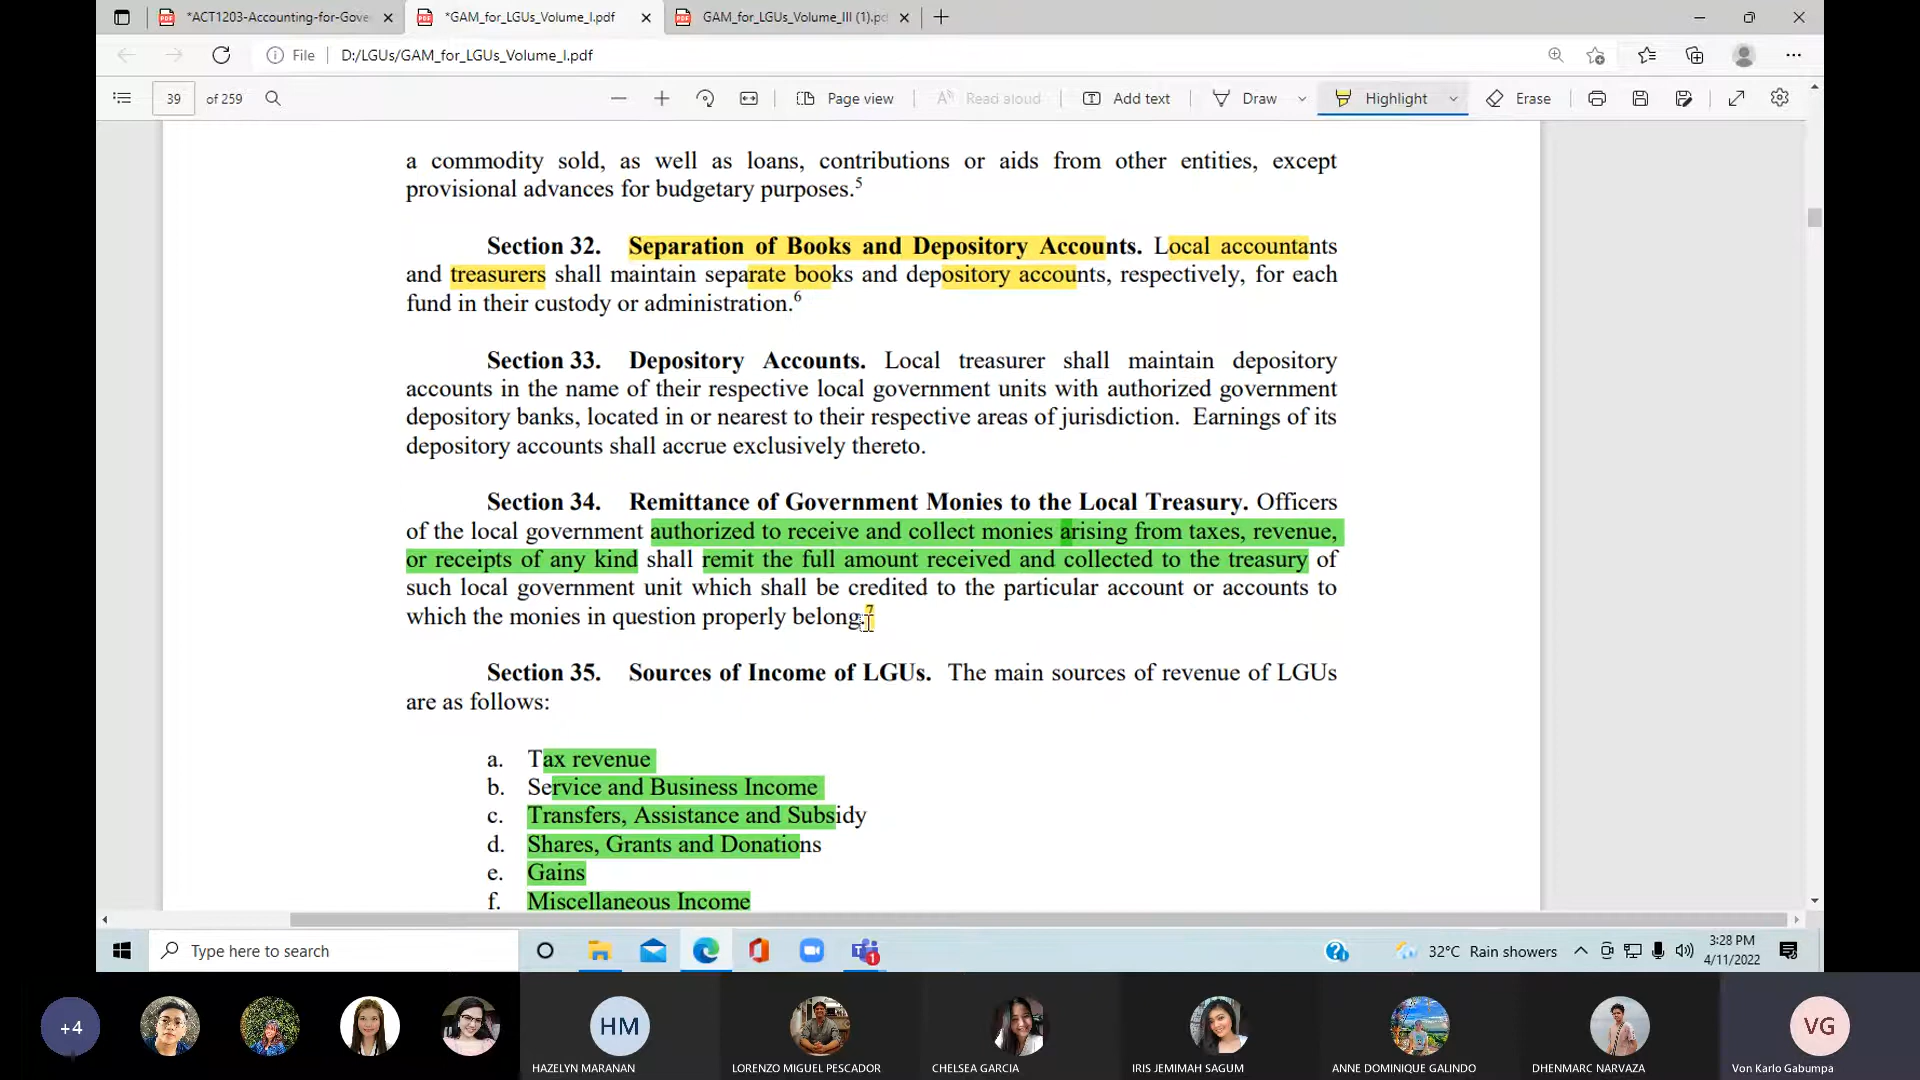 *ACT1203-Accounting-for-Gove
*GAM_for_LGUs_Volume_I.pdf
GAM_for_LGUs_Volume_III (1).pd
File
D:/LGUs/GAM_for_LGUs_Volume_I.pdf
39 of 259
Page view
Read aloud
Add text
Draw
Highlight
Erase
a commodity sold, as well as loans, contributions or aids from other entities, except
provisional advances for budgetary purposes.5
Section 32. Separation of Books and Depository Accounts. Local accountants
and treasurers shall maintain separate books and depository accounts, respectively, for each
fund in their custody or administration.6
Section 33. Depository Accounts. Local treasurer shall maintain depository
accounts in the name of their respective local government units with authorized government
depository banks, located in or nearest to their respective areas of jurisdiction. Earnings of its
depository accounts shall accrue exclusively thereto.
Section 34. Remittance of Government Monies to the Local Treasury. Officers
of the local government authorized to receive and collect monies arising from taxes, revenue,
or receipts of any kind shall remit the full amount received and collected to the treasury of
such local government unit which shall be credited to the particular account or accounts to
which the monies in question properly belong.7
Section 35. Sources of Income of LGUs. The main sources of revenue of LGUs
are as follows:
a. Tax revenue
b. Service and Business Income
c. Transfers, Assistance and Subsidy
d. Shares, Grants and Donations
e. Gains
f. Miscellaneous Income
Type here to search
1
32°C Rain showers
3:28 PM
4/11/2022
+4
HM
VG
HAZELYN MARANAN
LORENZO MIGUEL PESCADOR
CHELSEA GARCIA
IRIS JEMIMAH SAGUM
ANNE DOMINIQUE GALINDO
DHENMARC NARVAZA
Von Karlo Gabumpa